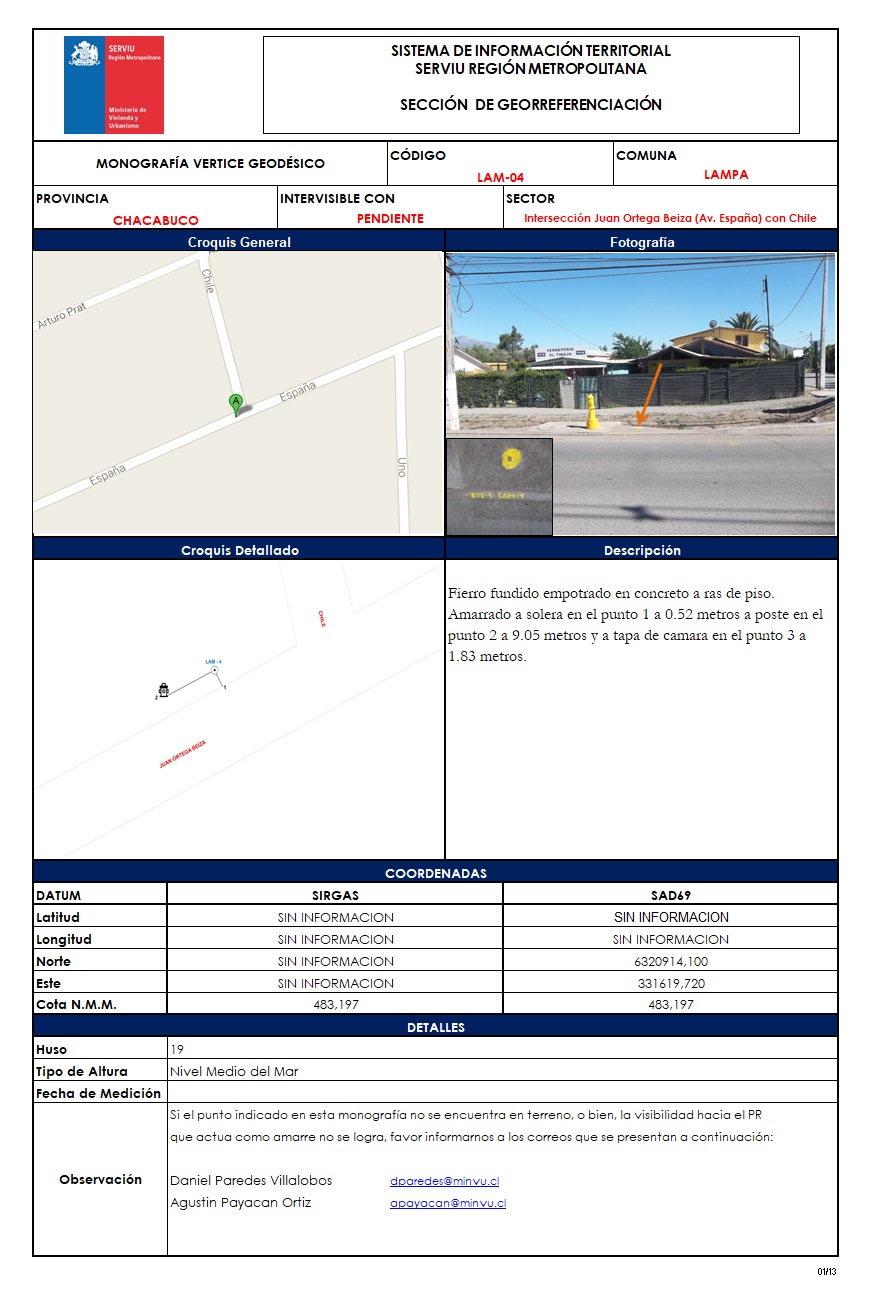 SERVIU
Región Metropolitana
Ministerio de
Vivienda y
Urbanismo
SISTEMA DE INFORMACIÓN TERRITORIAL
SERVIU REGIÓN METROPOLITANA
SECCIÓN DE GEORREFERENCIACIÓN
MONOGRAFÍA VERTICE GEODÉSICO
CÓDIGO
LAM-04
COMUNA
LAMPA
PROVINCIA
CHACABUCO
INTERVISIBLE CON
PENDIENTE
SECTOR
Intersección Juan Ortega Beiza (Av. España) con Chile
Croquis General
Fotografía
Arturo Prat
Chile
A
España
España
Uno
FERRETERIA
EL TINAJA
LAM-4
Croquis Detallado
Descripción
CHILE
LAM - 4
1
2
JUAN ORTEGA BEIZA
Fierro fundido empotrado en concreto a ras de piso.
Amarrado a solera en el punto 1 a 0.52 metros a poste en el
punto 2 a 9.05 metros y a tapa de camara en el punto 3 a
1.83 metros.
COORDENADAS
DATUM SIRGAS SAD69
Latitud SIN INFORMACION SIN INFORMACION
Longitud SIN INFORMACION SIN INFORMACION
Norte SIN INFORMACION 6320914,100
Este SIN INFORMACION 331619,720
Cota N.M.M. 483,197 483,197
DETALLES
Huso 19
Tipo de Altura Nivel Medio del Mar
Fecha de Medición
Observación
Si el punto indicado en esta monografía no se encuentra en terreno, o bien, la visibilidad hacia el PR
que actua como amarre no se logra, favor informarnos a los correos que se presentan a continuación:
Daniel Paredes Villalobos dparedes@minvu.cl
Agustin Payacan Ortiz apayacan@minvu.cl
01/13